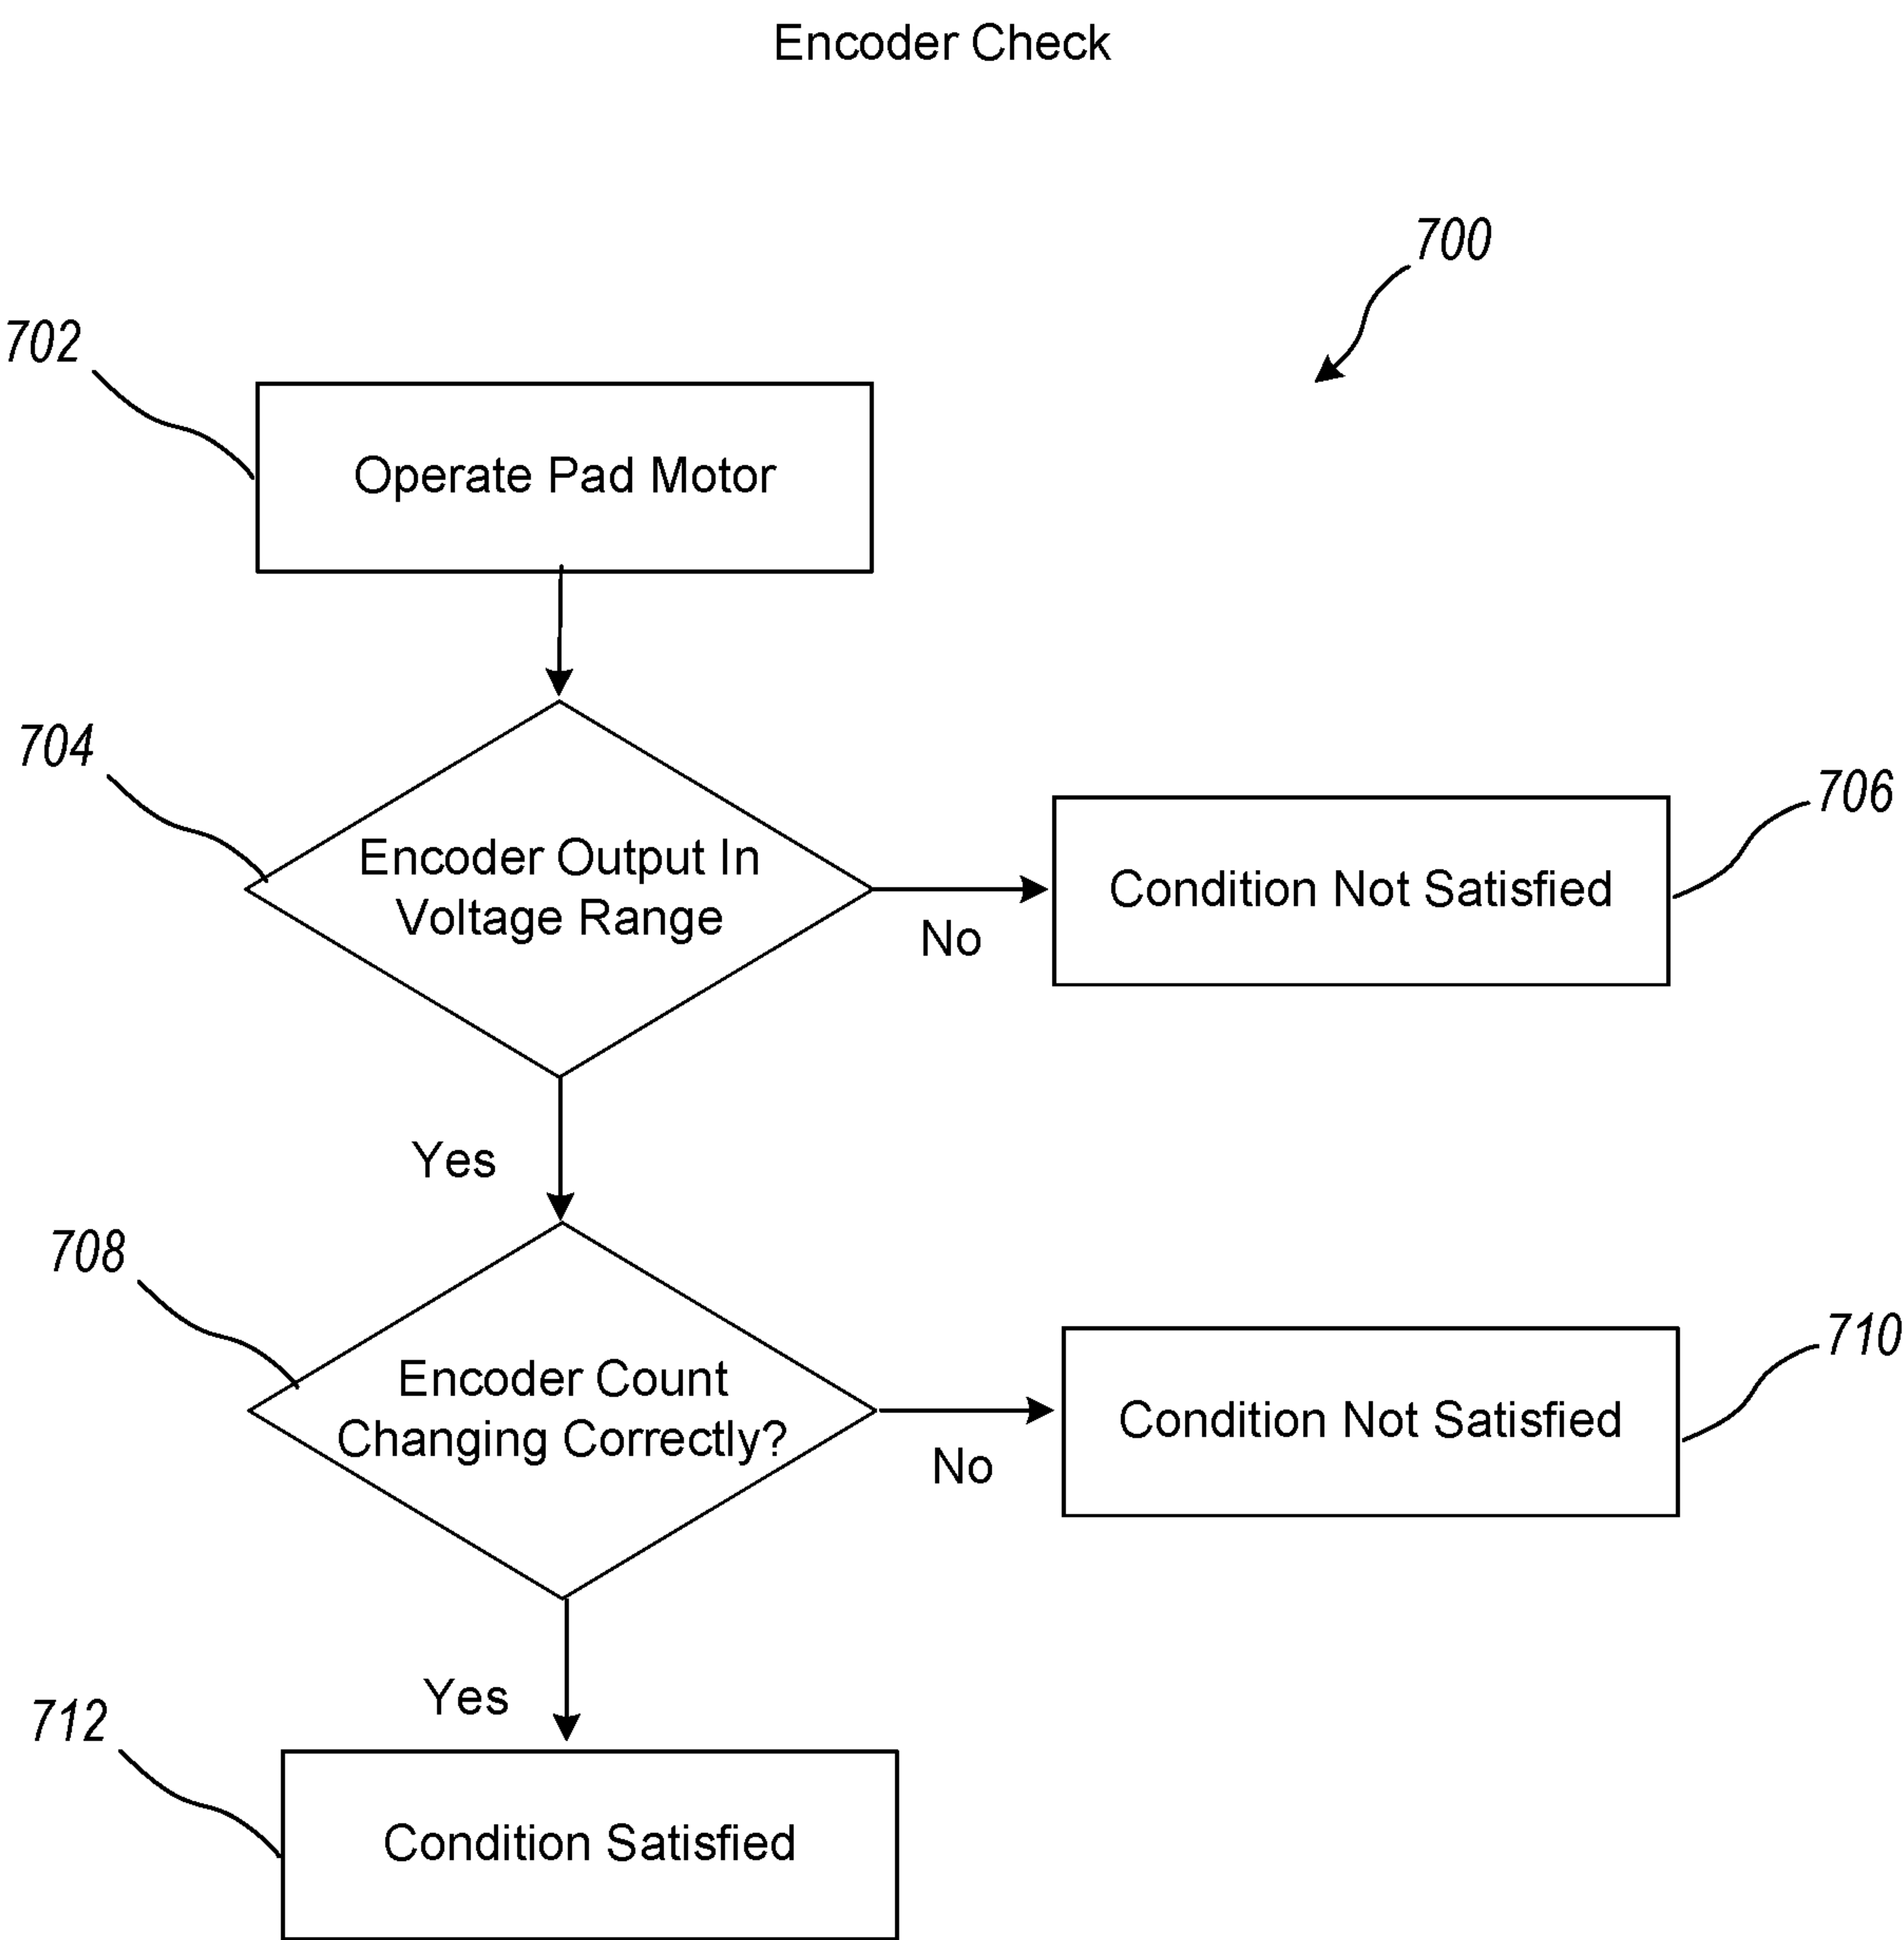 Encoder Check
700
702
Operate Pad Motor
704
Encoder Output In
Voltage Range
No
706
Condition Not Satisfied
Yes
708
Encoder Count
Changing Correctly?
No
710
Condition Not Satisfied
Yes
712
Condition Satisfied